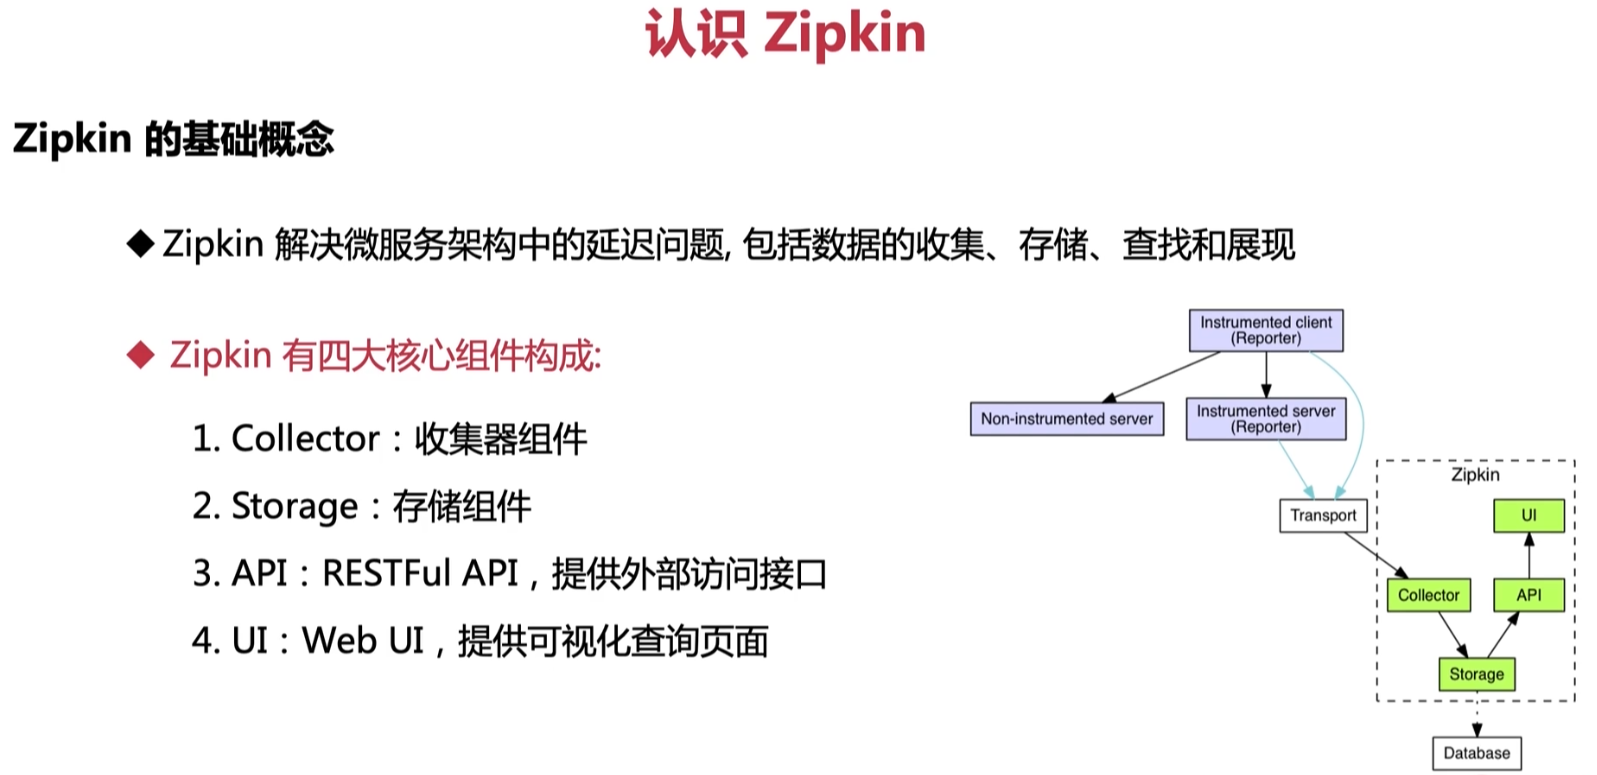 认识 Zipkin
Zipkin 的基础概念
◆ Zipkin 解决微服务架构中的延迟问题, 包括数据的收集、存储、查找和展现
◆ Zipkin 有四大核心组件构成:
1. Collector：收集器组件
2. Storage：存储组件
3. API：RESTFul API，提供外部访问接口
4. UI：Web UI，提供可视化查询页面
Instrumented client
(Reporter)
Non-instrumented server
Instrumented server
(Reporter)
Zipkin
Transport
UI
Collector
API
Storage
Database